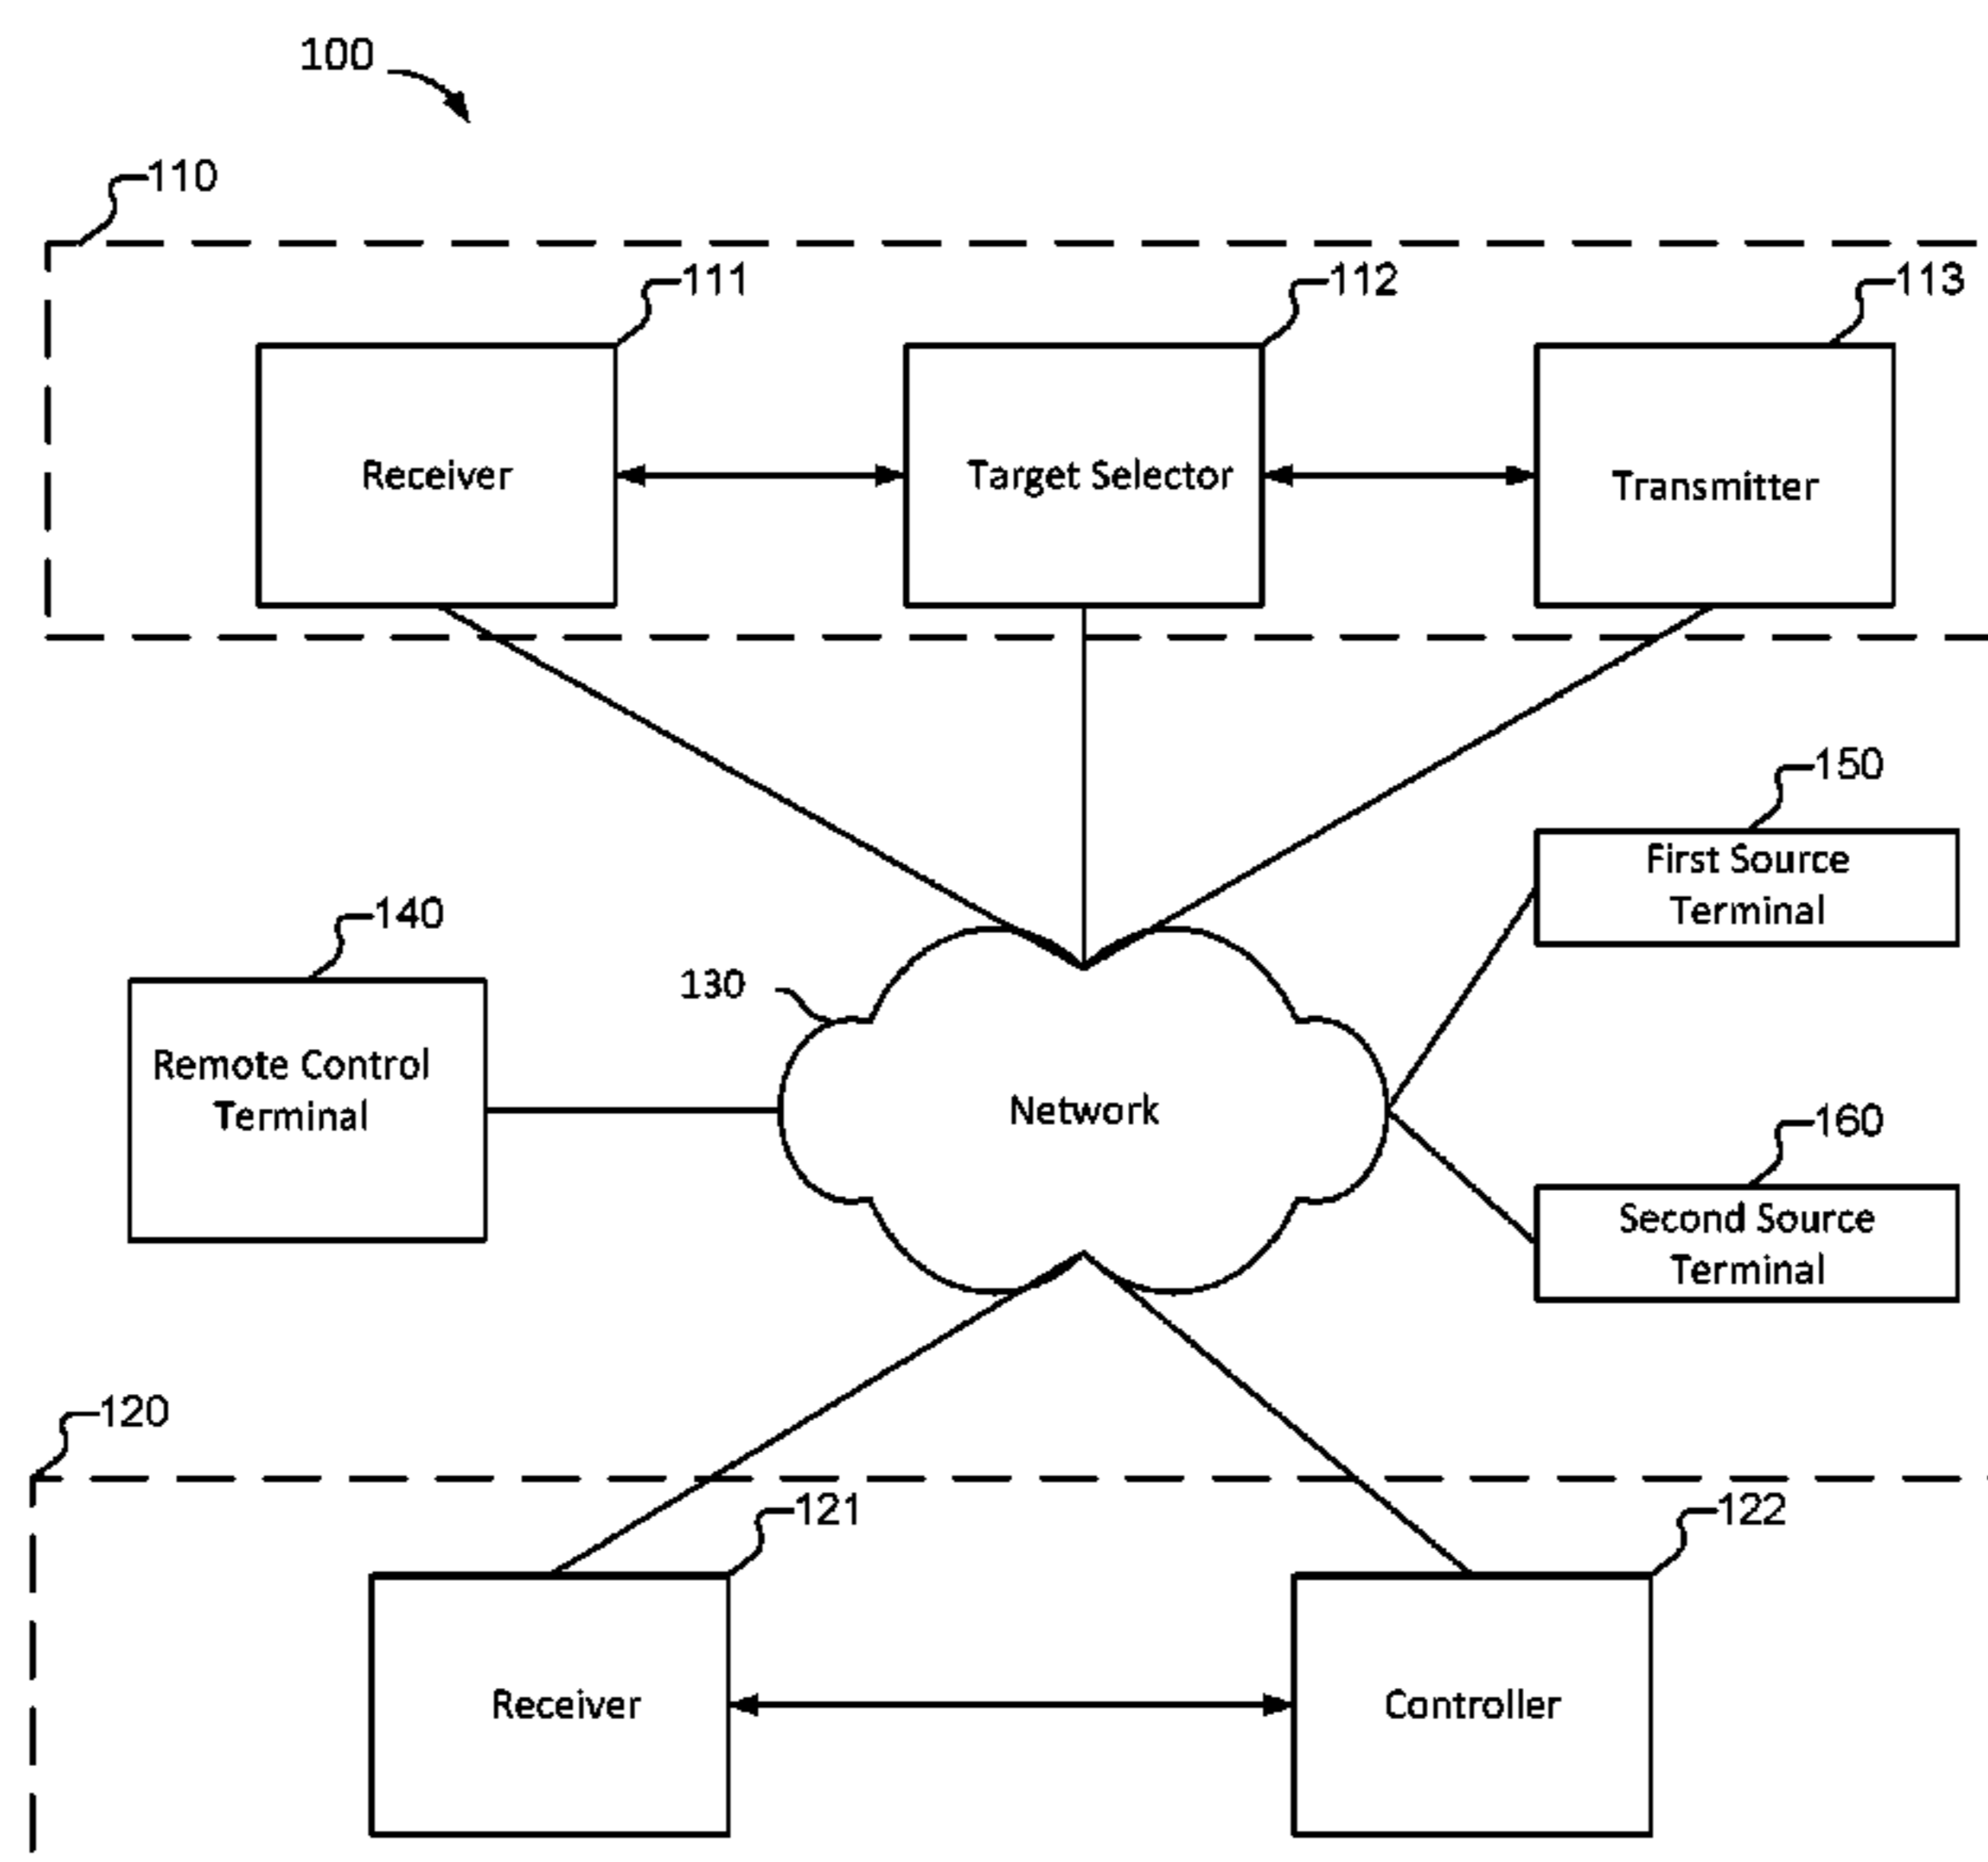 100
110
111
112
113
Receiver
Target Selector
Transmitter
150
First Source
Terminal
140
130
Remote Control
Terminal
Network
160
Second Source
Terminal
120
121
122
Receiver
Controller